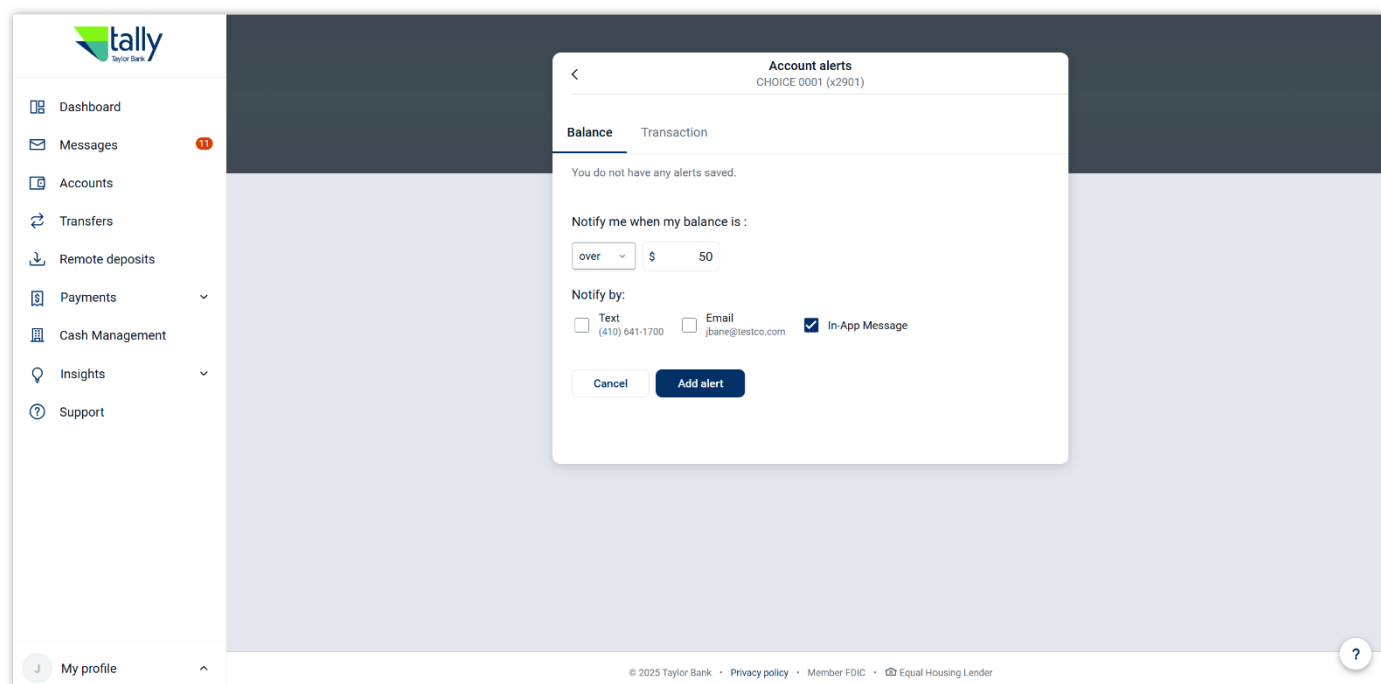 tally
Taylor Bank
Dashboard
Messages 11
Accounts
Transfers
Remote deposits
Payments
Cash Management
Insights
Support
J My profile
Account alerts
CHOICE 0001 (x2901)
Balance Transaction
You do not have any alerts saved.
Notify me when my balance is :
over $ 50
Notify by:
Text
(410) 641-1700
Email
jbane@testco.com
In-App Message
Cancel Add alert
© 2025 Taylor Bank • Privacy policy • Member FDIC • Equal Housing Lender
?